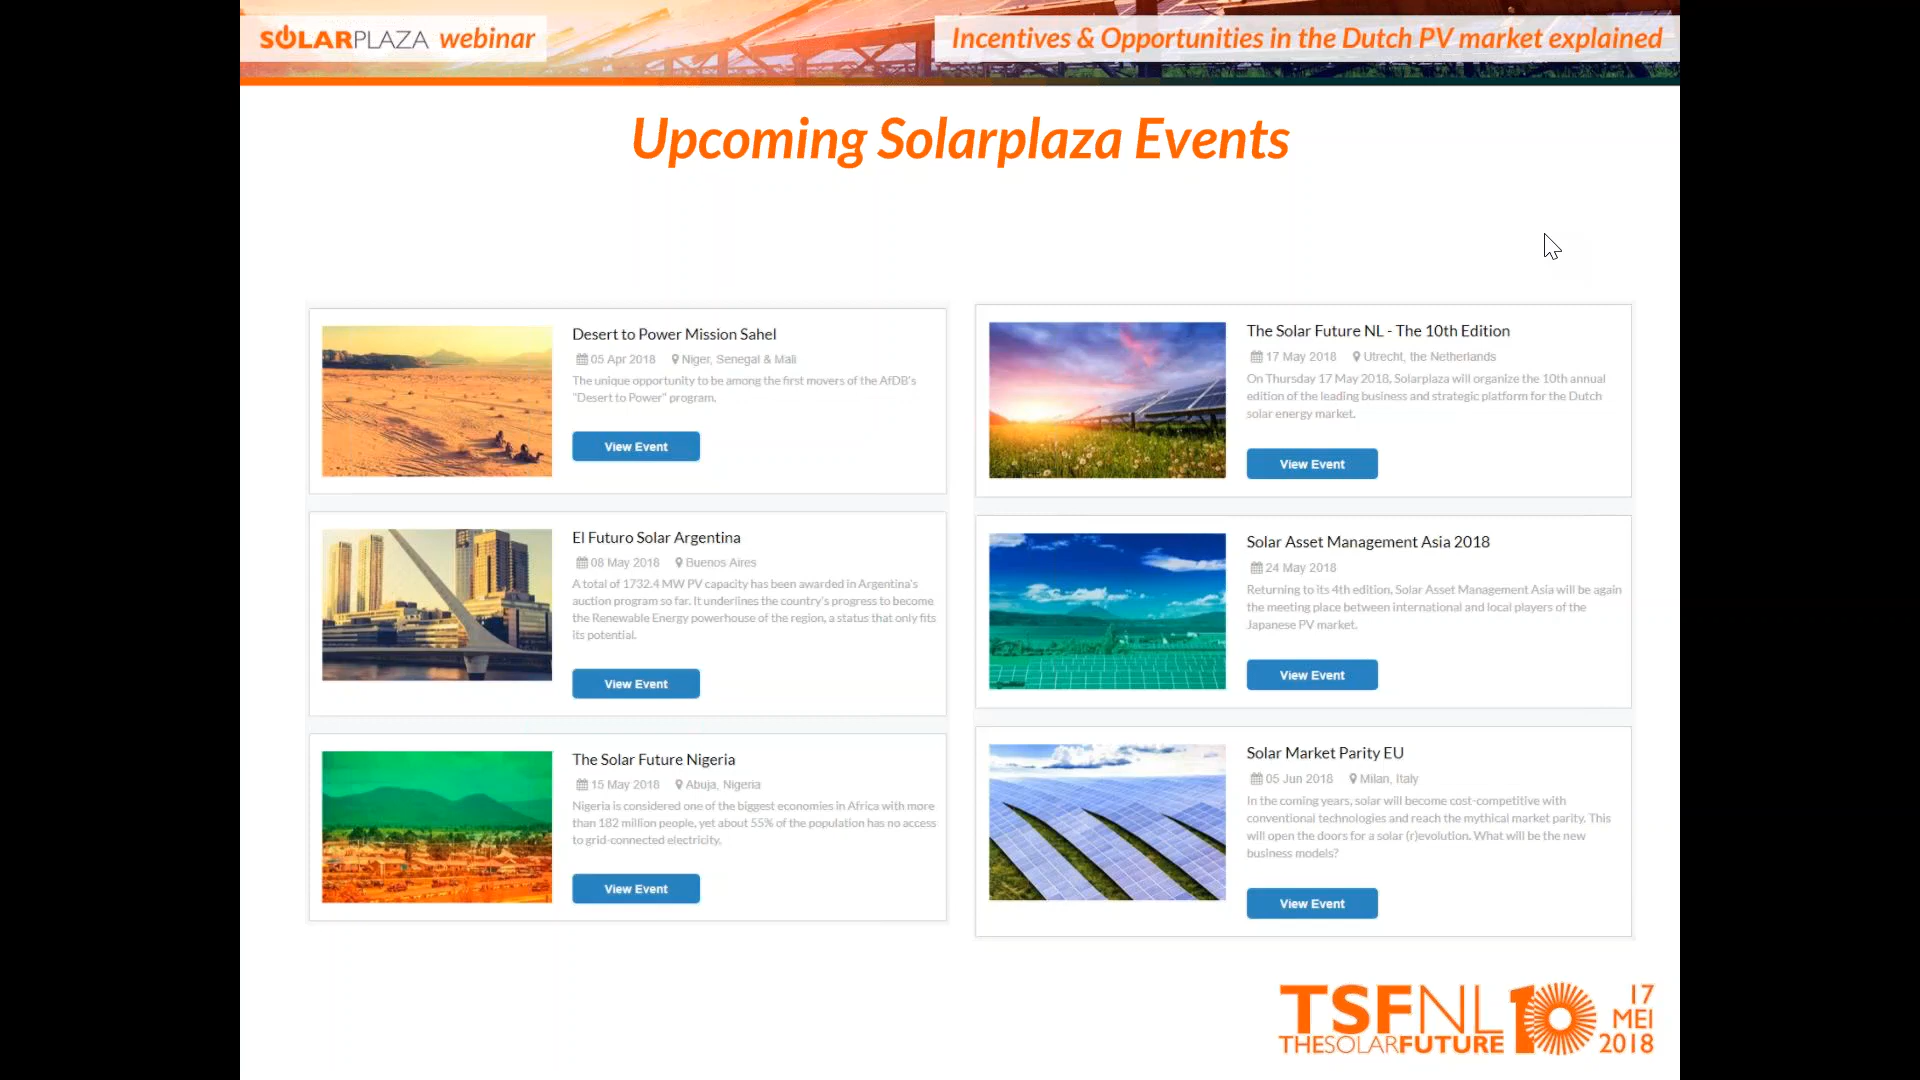 SOLARPLAZA webinar
Incentives & Opportunities in the Dutch PV market explained
Upcoming Solarplaza Events
Desert to Power Mission Sahel
05 Apr 2018 Niger, Senegal & Mali
The unique opportunity to be among the first movers of the AfDB's
"Desert to Power" program.
View Event
El Futuro Solar Argentina
08 May 2018 Buenos Aires
A total of 1732.4 MW PV capacity has been awarded in Argentina's
auction program so far. It underlines the country's progress to become
the Renewable Energy powerhouse of the region, a status that only fits
its potential.
View Event
The Solar Future Nigeria
15 May 2018 Abuja, Nigeria
Nigeria is considered one of the biggest economies in Africa with more
than 182 million people, yet about 55% of the population has no access
to grid-connected electricity.
View Event
The Solar Future NL - The 10th Edition
17 May 2018 Utrecht, the Netherlands
On Thursday 17 May 2018, Solarplaza will organize the 10th annual
edition of the leading business and strategic platform for the Dutch
solar energy market.
View Event
Solar Asset Management Asia 2018
24 May 2018
Returning to its 4th edition, Solar Asset Management Asia will be again
the meeting place between international and local players of the
Japanese PV market.
View Event
Solar Market Parity EU
05 Jun 2018 Milan, Italy
In the coming years, solar will become cost-competitive with
conventional technologies and reach the mythical market parity. This
will open the doors for a solar (r)evolution. What will be the new
business models?
View Event
TSFNL 10
THESOLARFUTURE
17
MEI
2018